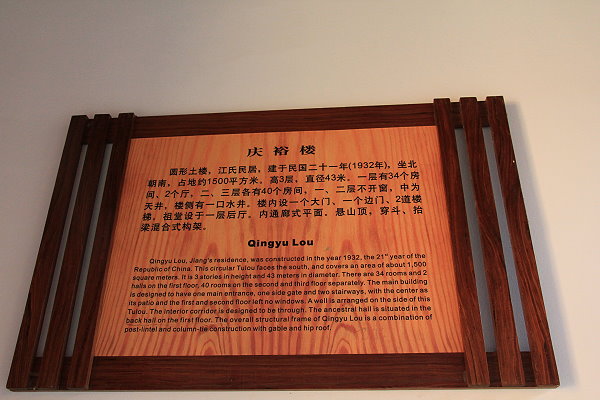 庆裕楼
圆形土楼，江氏民居，建于民国二十一年(1932年)，坐北
朝南，占地约1500平方米。高3层，直径43米。一层有34个房
间、2个厅，二、三层各有40个房间，一、二层不开窗，中为
天井，楼侧有一口水井。楼内设一个大门、一个边门、2道楼
梯。祖堂设于一层后厅。内通廊式平面。悬山顶，穿斗、抬
梁混合式构架。
Qingyu Lou
Qingyu Lou, Jiang's residence, was constructed in the year 1932, the 21st year of the
Republic of China. This circular Tulou faces the south, and covers an area of about 1,500
square meters. It is 3 stories in height and 43 meters in diameter. There are 34 rooms and 2
halls on the first floor, 40 rooms on the second and third floor separately. The main building
is designed to have one main entrance, one side gate and two stairways, with the center as
its patio and the first and second floor left no windows. A well is arranged on the side of this
Tulou. The interior corridor is designed to be through. The ancestral hall is situated in the
back hall on the first floor. The overall structural frame of Qingyu Lou is a combination of
post-lintel and column-tie construction with gable and hip roof.